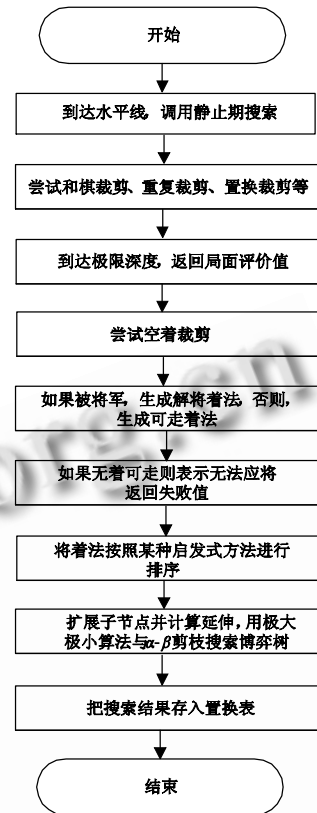 开始
到达水平线，调用静止期搜索
尝试和棋裁剪、重复裁剪、置换裁剪等
到达极限深度，返回局面评价值
尝试空着裁剪
如果被将军，生成解将着法，否则，
生成可走着法
如果无着可走则表示无法应将
返回失败值
将着法按照某种启发式方法进行
排序
扩展子节点并计算延伸，用极大
极小算法与α-β剪枝搜索博弈树
把搜索结果存入置换表
结束
org.cn